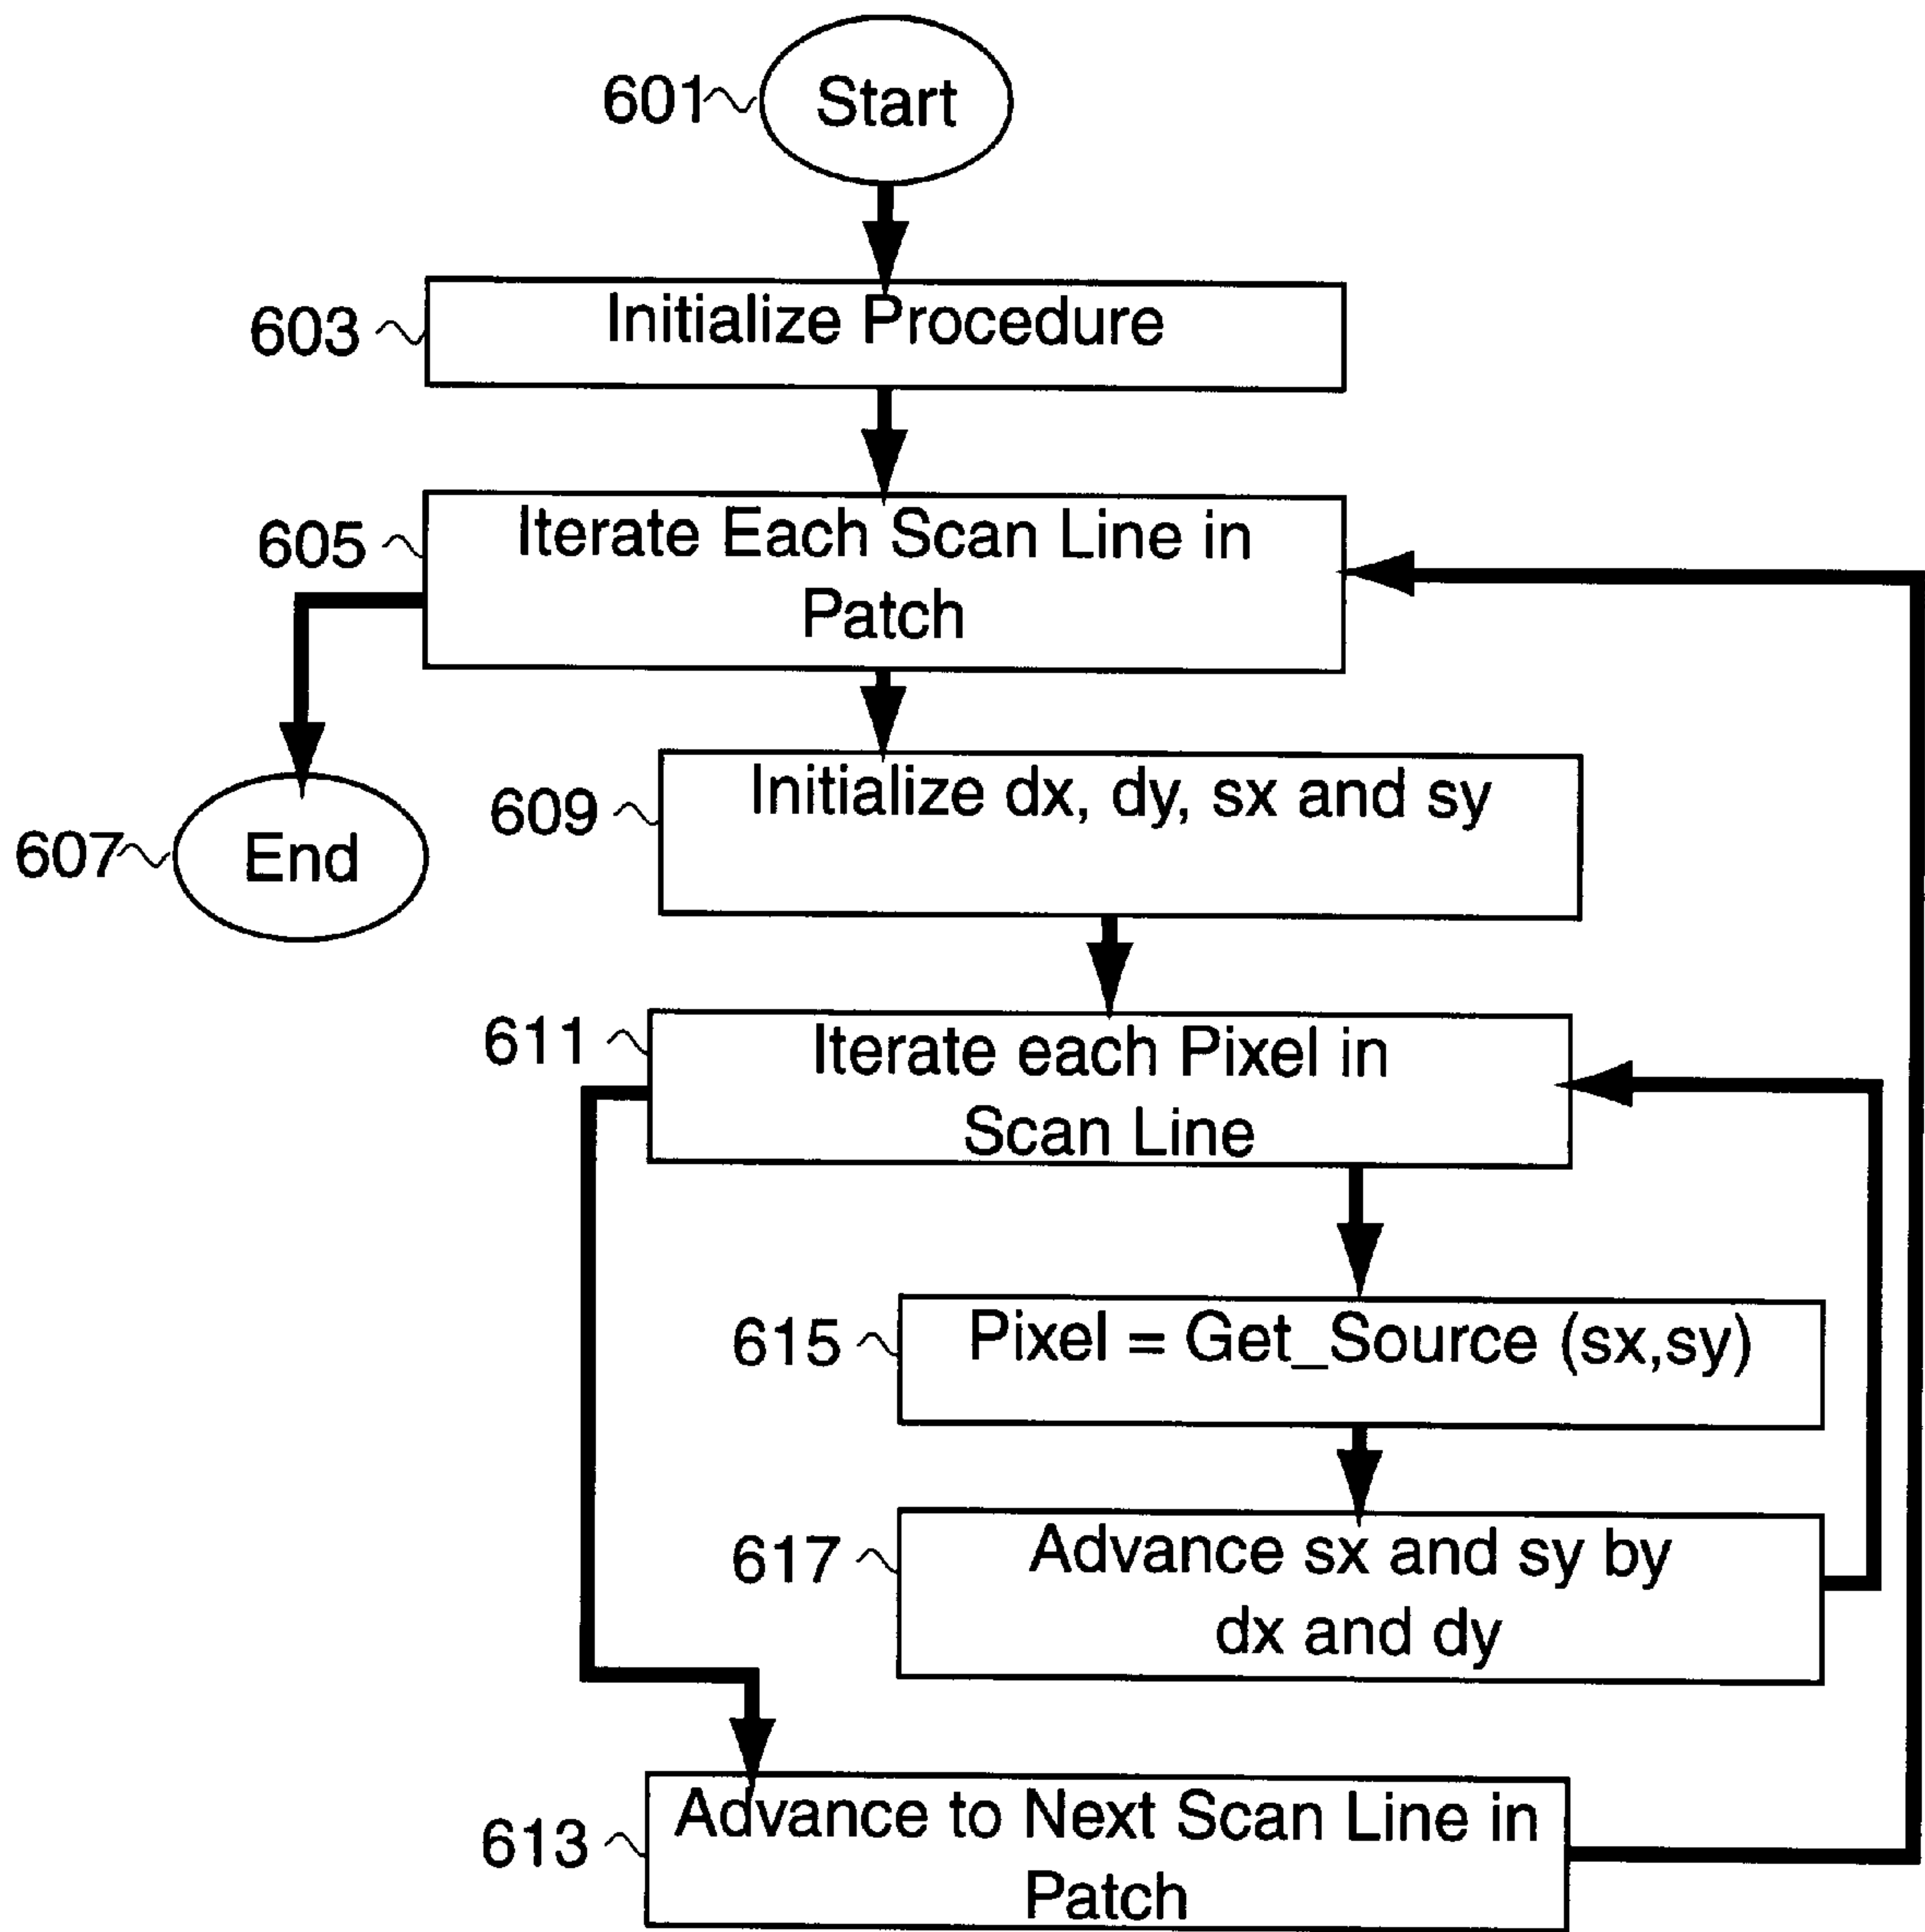 601
Start
603
Initialize Procedure
605
Iterate Each Scan Line in
Patch
609
Initialize dx, dy, sx and sy
607
End
611
Iterate each Pixel in
Scan Line
615
Pixel = Get_Source (sx,sy)
617
Advance sx and sy by
dx and dy
613
Advance to Next Scan Line in
Patch